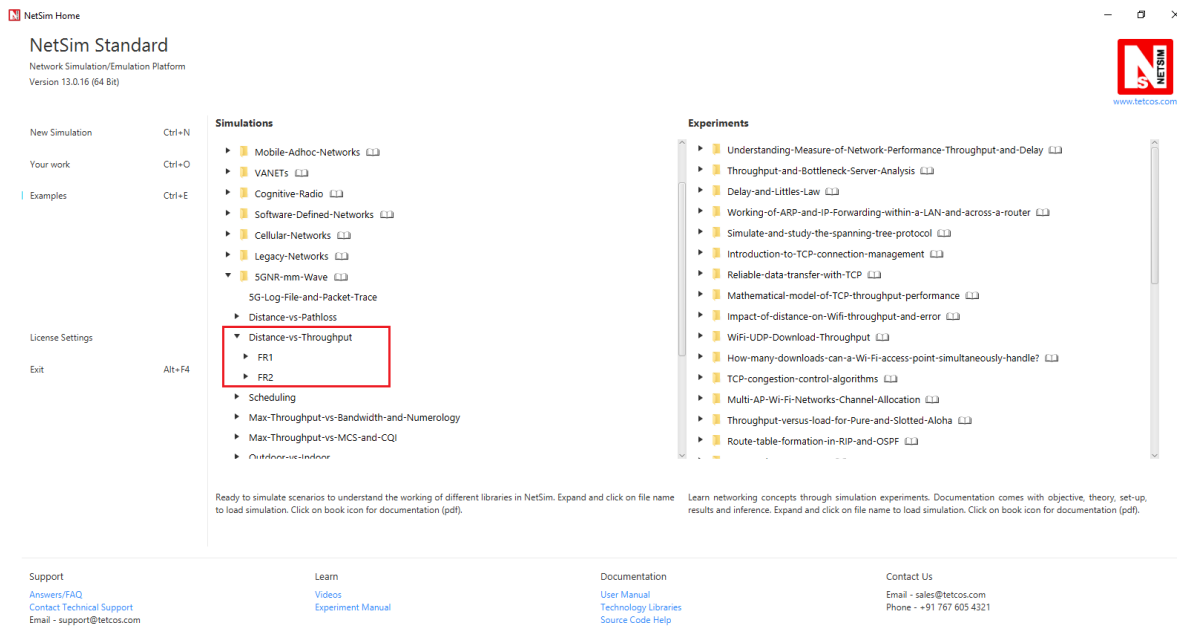 NetSim Home
NetSim Standard
Network Simulation/Emulation Platform
Version 13.0.16 (64 Bit)
NETSIM
www.tetcos.com
New Simulation Ctrl+N
Your work Ctrl+O
Examples Ctrl+E
License Settings
Exit Alt+F4
Simulations
Mobile-Adhoc-Networks
VANETs
Cognitive-Radio
Software-Defined-Networks
Cellular-Networks
Legacy-Networks
5GNR-mm-Wave
5G-Log-File-and-Packet-Trace
Distance-vs-Pathloss
Distance-vs-Throughput
FR1
FR2
Scheduling
Max-Throughput-vs-Bandwidth-and-Numerology
Max-Throughput-vs-MCS-and-CQI
Outdoor-vs-Indoor
Ready to simulate scenarios to understand the working of different libraries in NetSim. Expand and click on file name
to load simulation. Click on book icon for documentation (pdf).
Experiments
Understanding-Measure-of-Network-Performance-Throughput-and-Delay
Throughput-and-Bottleneck-Server-Analysis
Delay-and-Littles-Law
Working-of-ARP-and-IP-Forwarding-within-a-LAN-and-across-a-router
Simulate-and-study-the-spanning-tree-protocol
Introduction-to-TCP-connection-management
Reliable-data-transfer-with-TCP
Mathematical-model-of-TCP-throughput-performance
Impact-of-distance-on-Wifi-throughput-and-error
WiFi-UDP-Download-Throughput
How-many-downloads-can-a-Wi-Fi-access-point-simultaneously-handle?
TCP-congestion-control-algorithms
Multi-AP-Wi-Fi-Networks-Channel-Allocation
Throughput-versus-load-for-Pure-and-Slotted-Aloha
Route-table-formation-in-RIP-and-OSPF
Learn networking concepts through simulation experiments. Documentation comes with objective, theory, set-up,
results and inference. Expand and click on file name to load simulation. Click on book icon for documentation (pdf).
Support
Answers/FAQ
Contact Technical Support
Email - support@tetcos.com
Learn
Videos
Experiment Manual
Documentation
User Manual
Technology Libraries
Source Code Help
Contact Us
Email - sales@tetcos.com
Phone - +91 767 605 4321